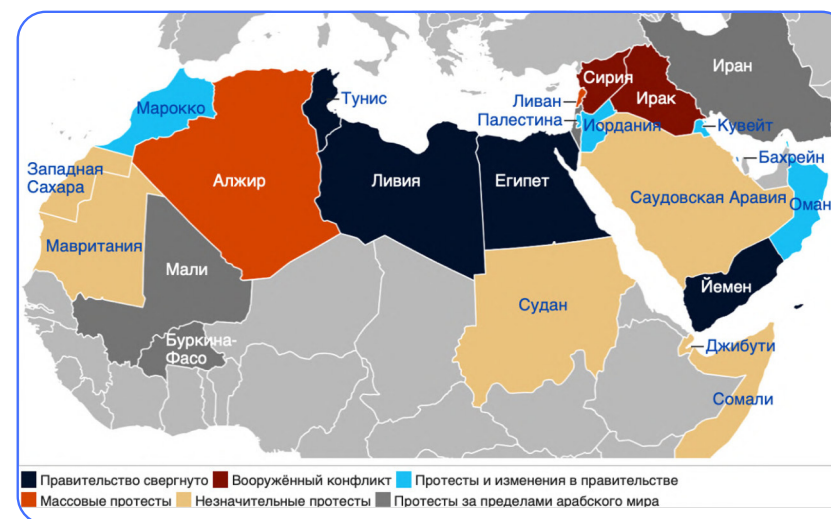 Иран
Сирия
Тунис
Ливан
Марокко
Ирак
Палестина
Иордания
Кувейт
Бахрейн
Западная
Сахара
Алжир
Ливия
Египет
Саудовская Аравия
Оман
Мавритания
Мали
Йемен
Судан
Буркина-
Фасо
Джибути
Сомали
Правительство свергнуто Вооружённый конфликт Протесты и изменения в правительстве
Массовые протесты Незначительные протесты Протесты за пределами арабского мира